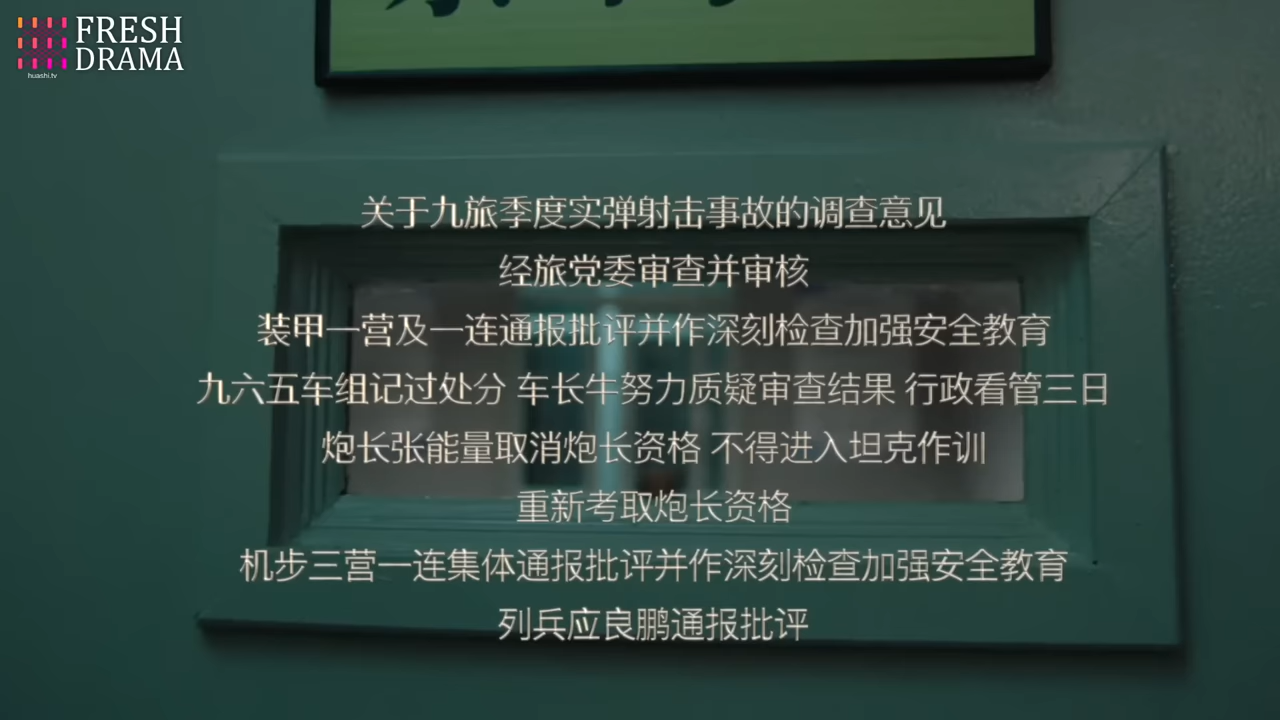 FRESH
DRAMA
huashi.tv
关于九旅季度实弹射击事故的调查意见
经旅党委审查并审核
装甲一营及一连通报批评并作深刻检查加强安全教育
九六五车组记过处分 车长牛努力质疑审查结果 行政看管三日
炮长张能量取消炮长资格 不得进入坦克作训
重新考取炮长资格
机步三营一连集体通报批评并作深刻检查加强安全教育
列兵应良鹏通报批评